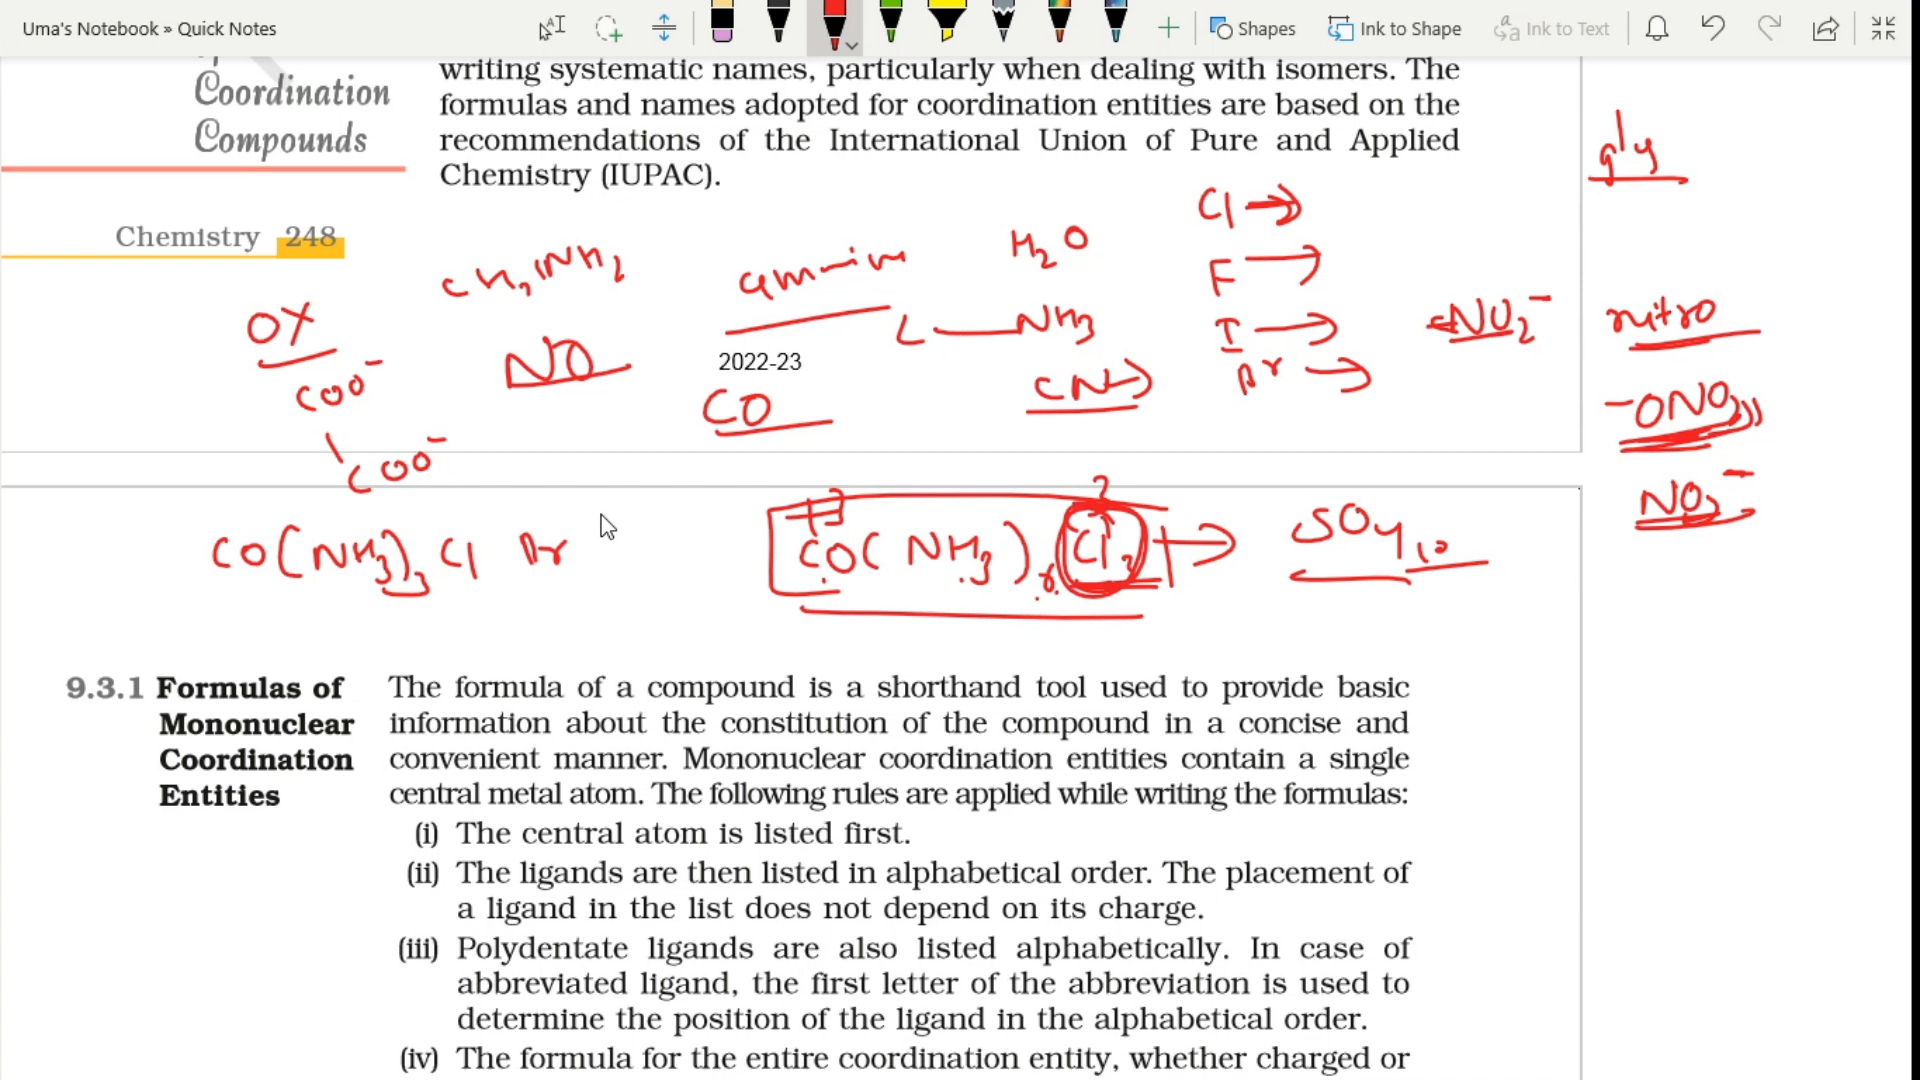 Uma's Notebook » Quick Notes
Shapes
Ink to Shape
Ink to Text
Coordination
Compounds
writing systematic names, particularly when dealing with isomers. The
formulas and names adopted for coordination entities are based on the
recommendations of the International Union of Pure and Applied
Chemistry (IUPAC).
gly
Chemistry 248
Cl →
H2O
F →
OX
NO
L — NH3
I →
NO2-
nitro
COO-
2022-23
CN →
Br →
CO
-ONO
COO-
NO3-
CO(NH3)3 Cl Br
+3
?
CO(NH3)
Cl2
→
SO4
9.3.1 Formulas of
Mononuclear
Coordination
Entities
The formula of a compound is a shorthand tool used to provide basic
information about the constitution of the compound in a concise and
convenient manner. Mononuclear coordination entities contain a single
central metal atom. The following rules are applied while writing the formulas:
(i) The central atom is listed first.
(ii) The ligands are then listed in alphabetical order. The placement of
a ligand in the list does not depend on its charge.
(iii) Polydentate ligands are also listed alphabetically. In case of
abbreviated ligand, the first letter of the abbreviation is used to
determine the position of the ligand in the alphabetical order.
(iv) The formula for the entire coordination entity, whether charged or